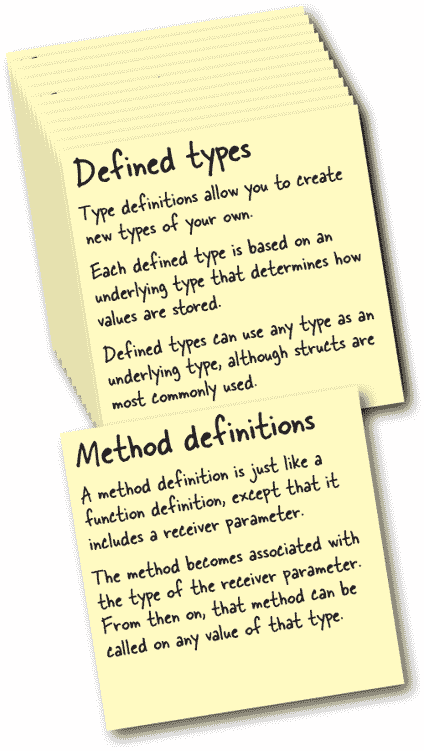 Defined types
Type definitions allow you to create
new types of your own.
Each defined type is based on an
underlying type that determines how
values are stored.
Defined types can use any type as an
underlying type, although structs are
most commonly used.
Method definitions
A method definition is just like a
function definition, except that it
includes a receiver parameter.
The method becomes associated with
the type of the receiver parameter.
From then on, that method can be
called on any value of that type.